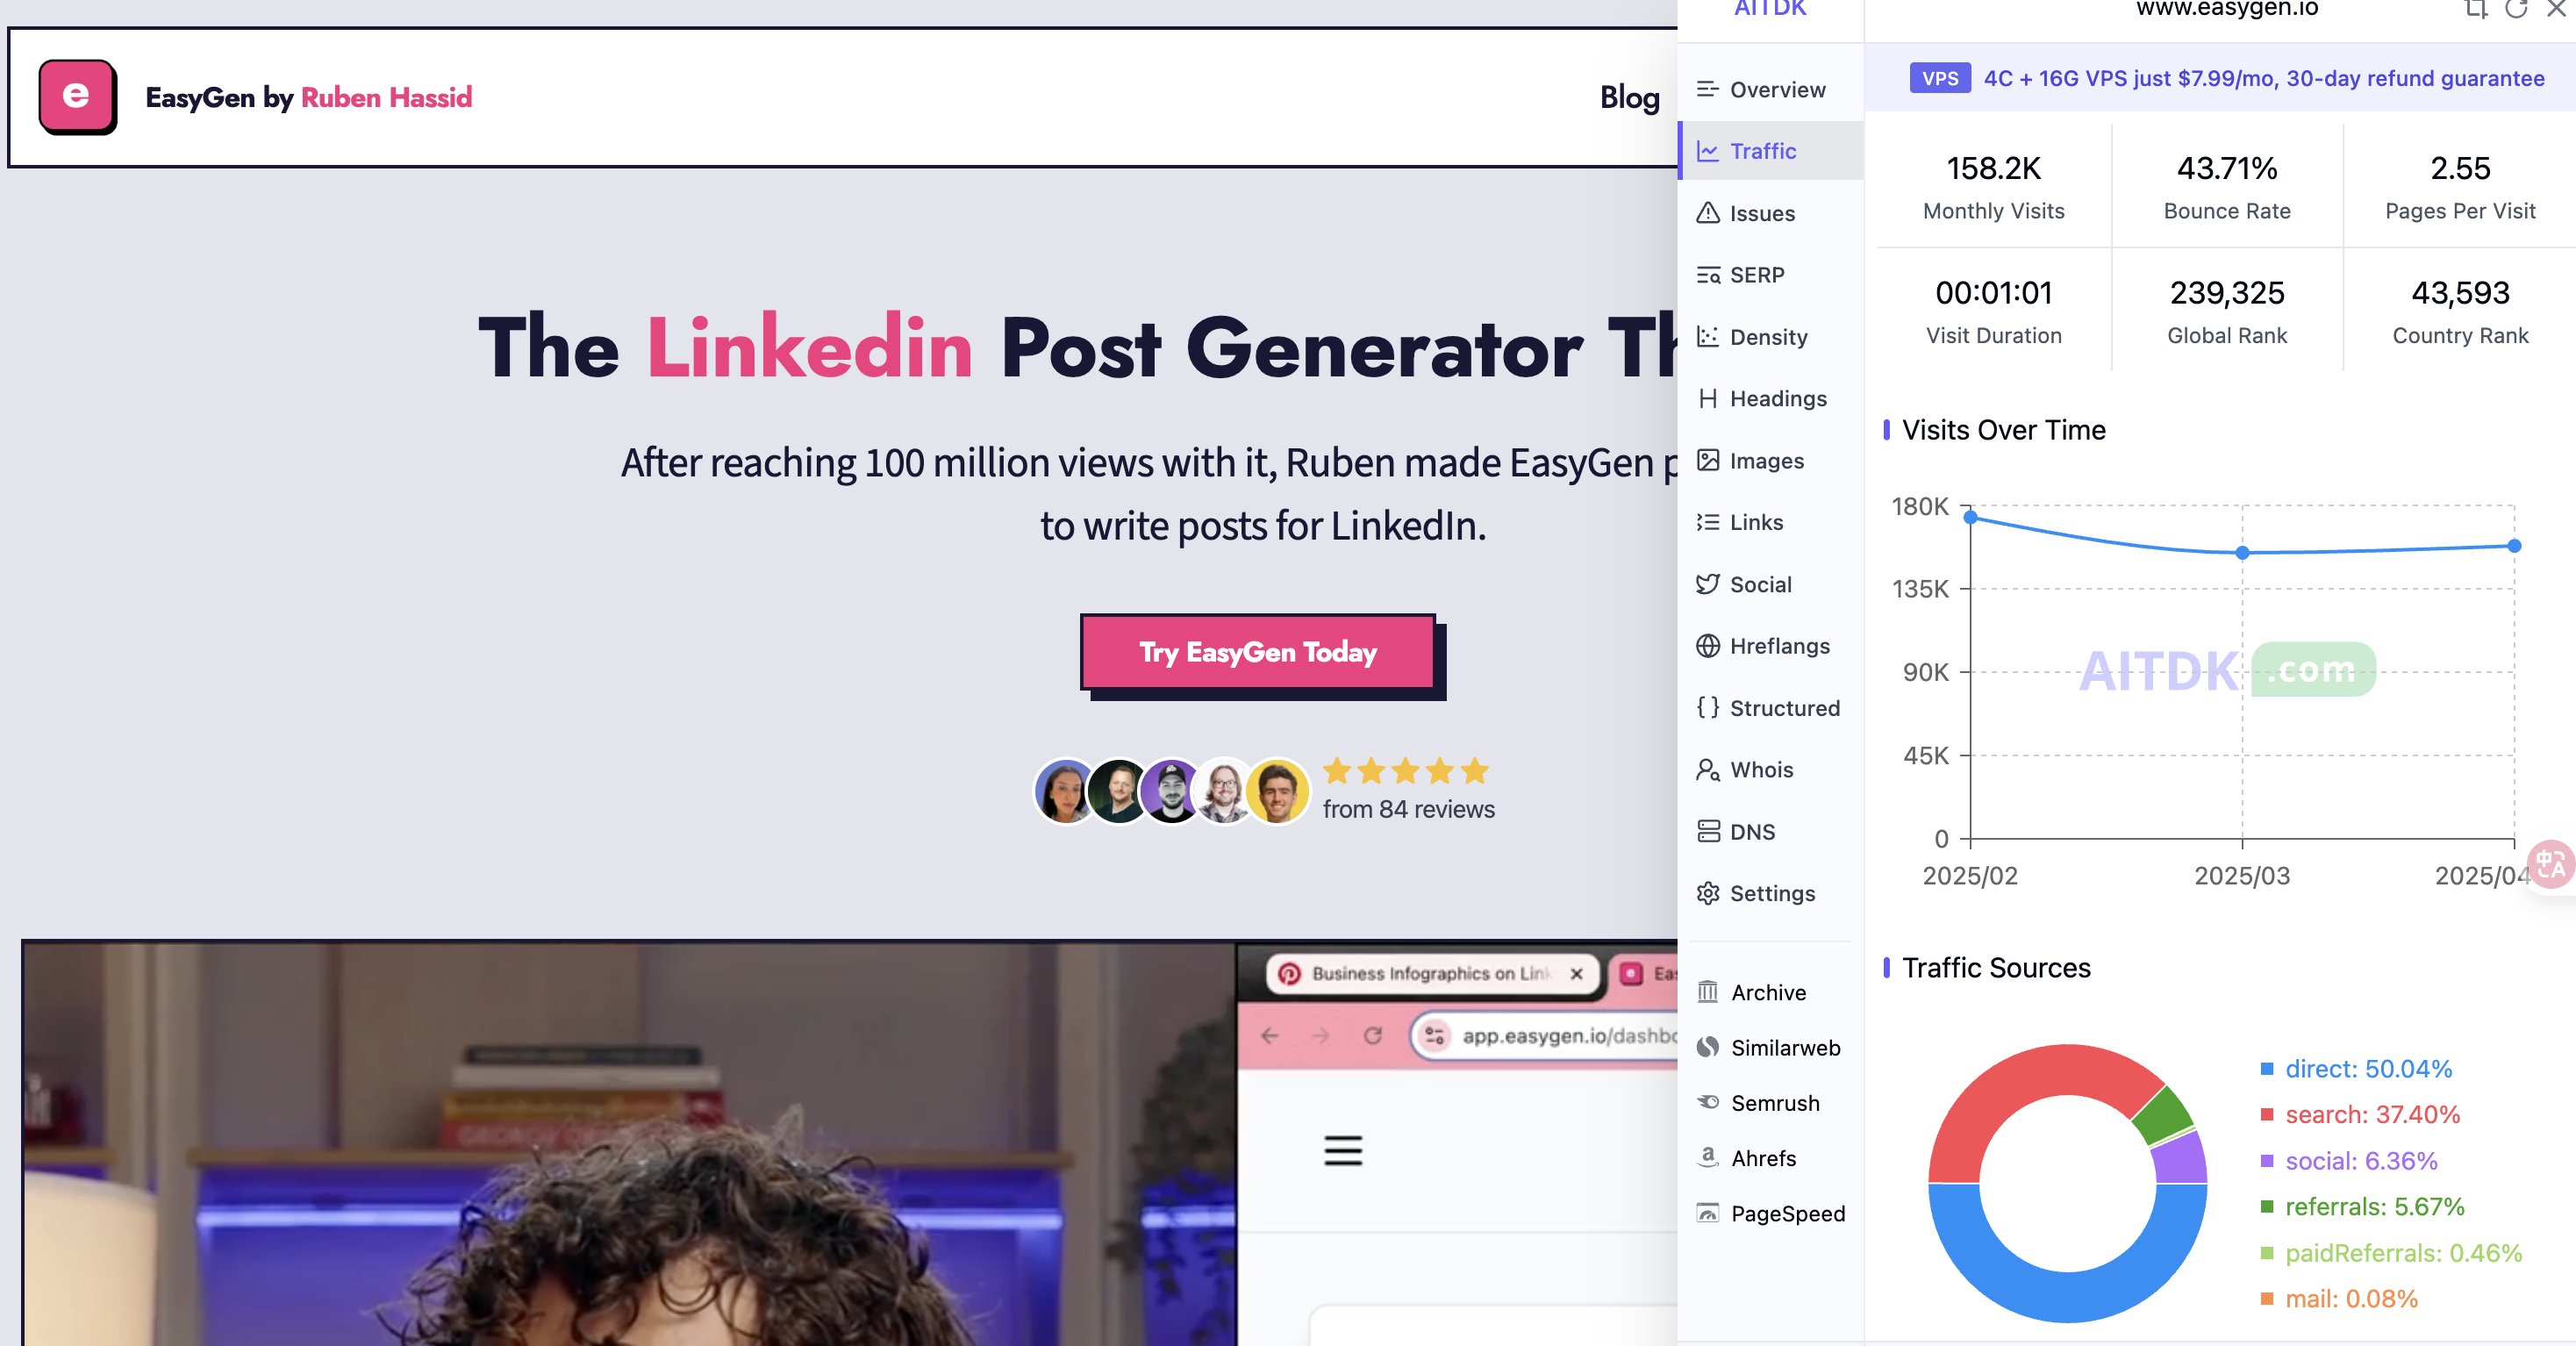 e
EasyGen by Ruben Hassid
Blog
The Linkedin Post Generator Th
After reaching 100 million views with it, Ruben made EasyGen p
to write posts for LinkedIn.
Try EasyGen Today
from 84 reviews
Business Infographics on Link
Eas
app.easygen.io/dashbo
AITDK
www.easygen.io
Overview
Traffic
Issues
SERP
Density
Headings
Images
Links
Social
Hreflangs
Structured
Whois
DNS
Settings
Archive
Similarweb
Semrush
Ahrefs
PageSpeed
VPS 4C + 16G VPS just $7.99/mo, 30-day refund guarantee
158.2K 43.71% 2.55
Monthly Visits Bounce Rate Pages Per Visit
00:01:01 239,325 43,593
Visit Duration Global Rank Country Rank
Visits Over Time
180K
135K
90K
45K
0
AITDK .com
2025/02 2025/03 2025/04
中 A
Traffic Sources
direct: 50.04%
search: 37.40%
social: 6.36%
referrals: 5.67%
paidReferrals: 0.46%
mail: 0.08%